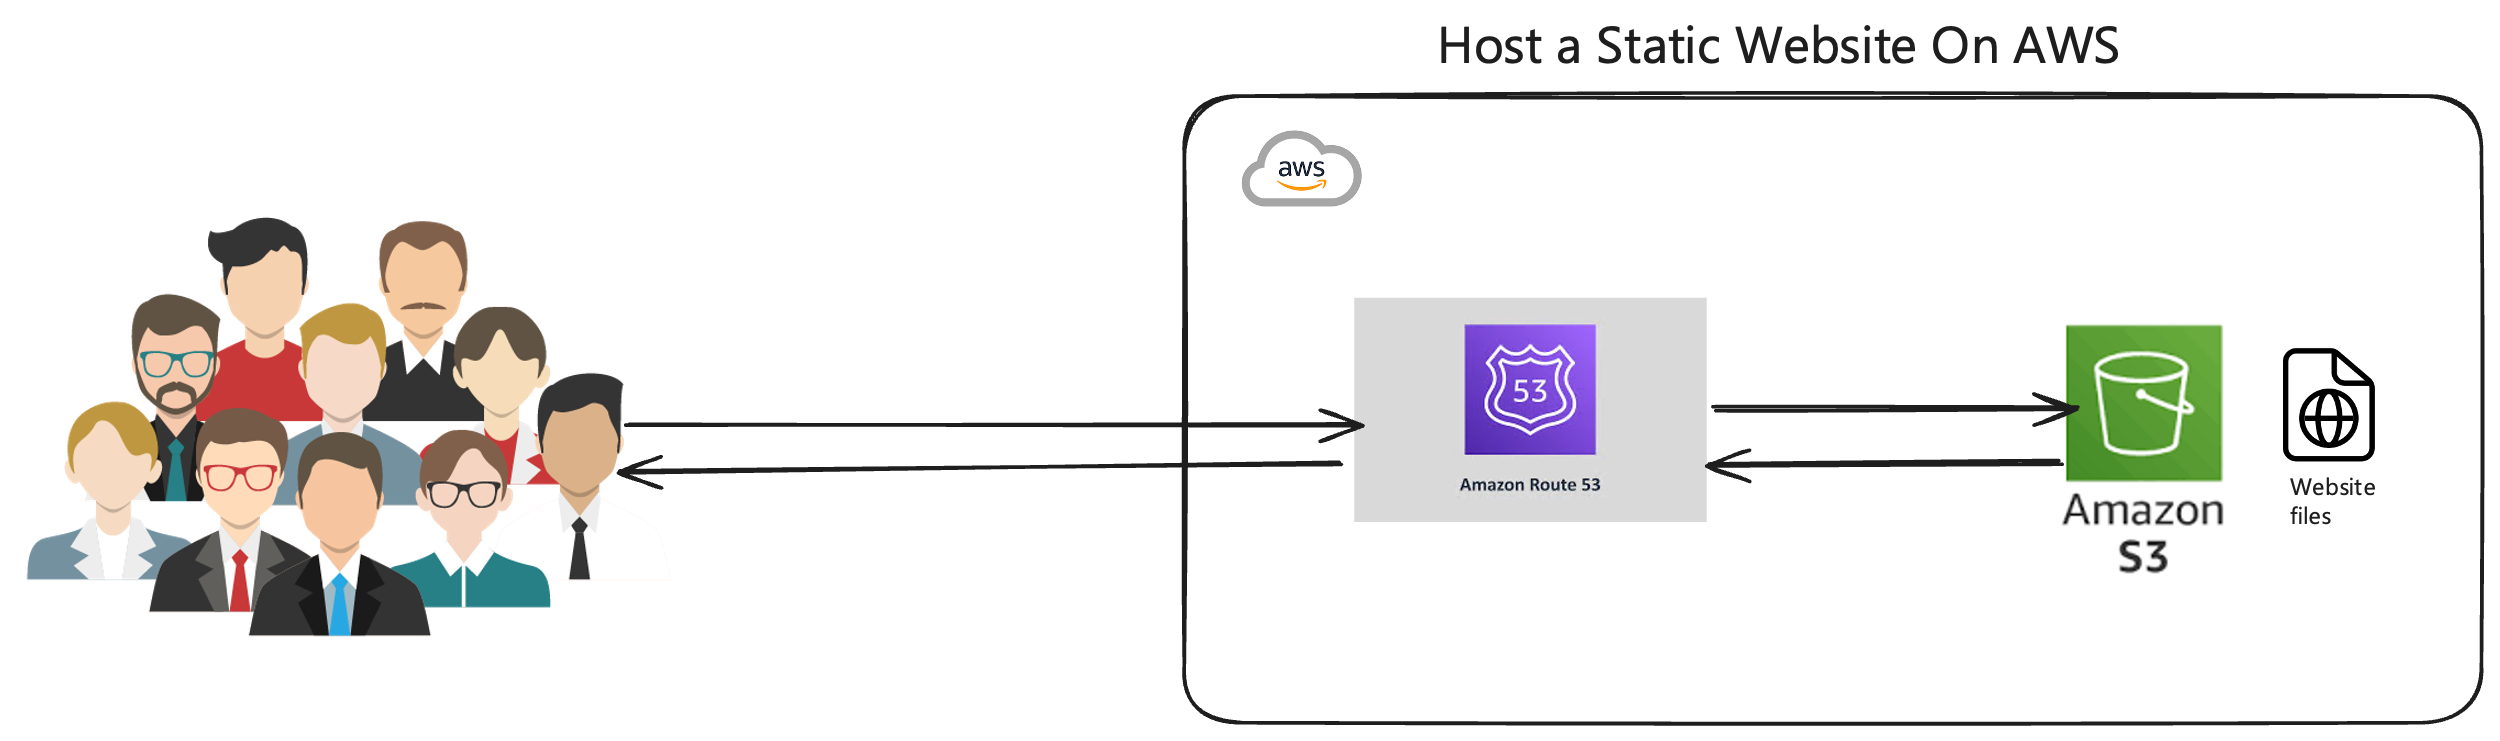 Host a Static Website On AWS
aws
53
Amazon Route 53
Amazon
S3
Website
files